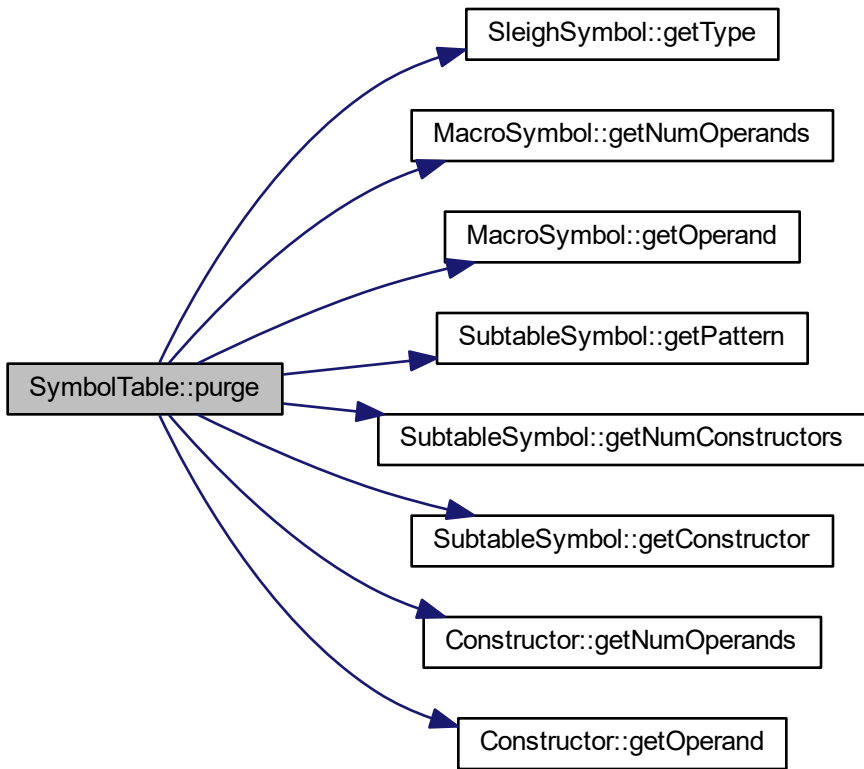 SleighSymbol::getType
MacroSymbol::getNumOperands
MacroSymbol::getOperand
SubtableSymbol::getPattern
SymbolTable::purge
SubtableSymbol::getNumConstructors
SubtableSymbol::getConstructor
Constructor::getNumOperands
Constructor::getOperand